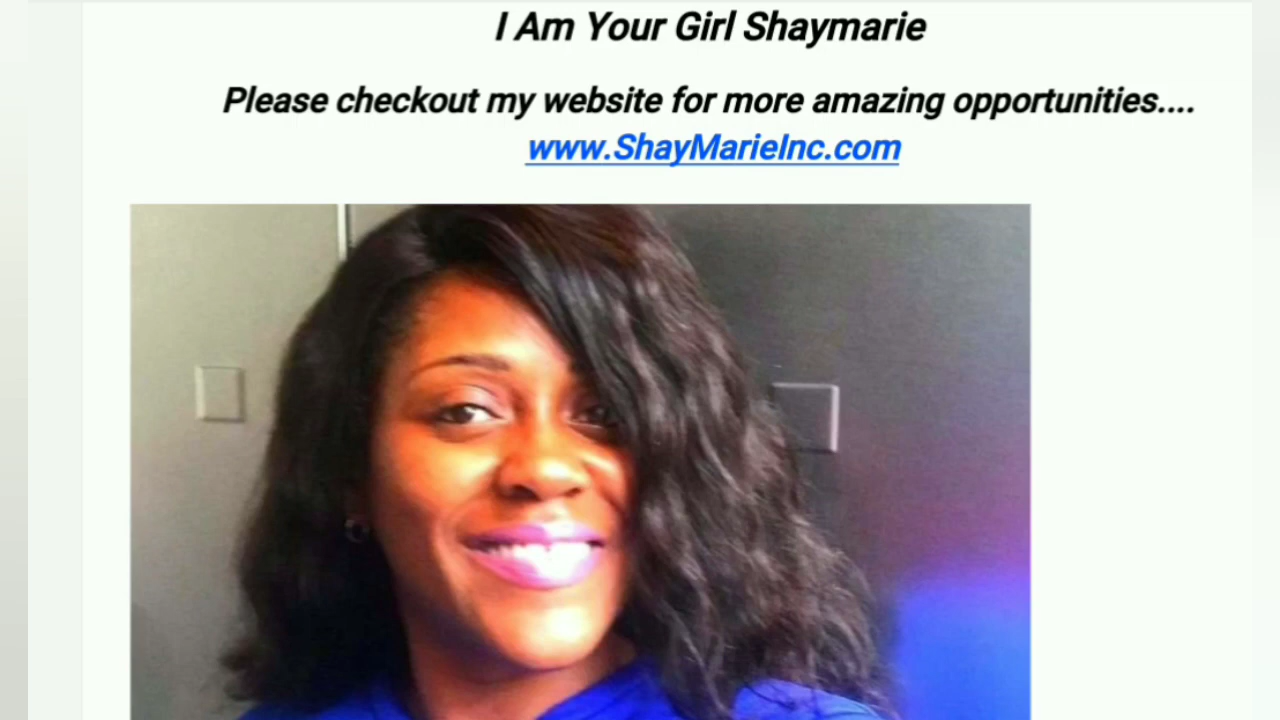 I Am Your Girl Shaymarie
Please checkout my website for more amazing opportunities....
www.ShayMarieInc.com